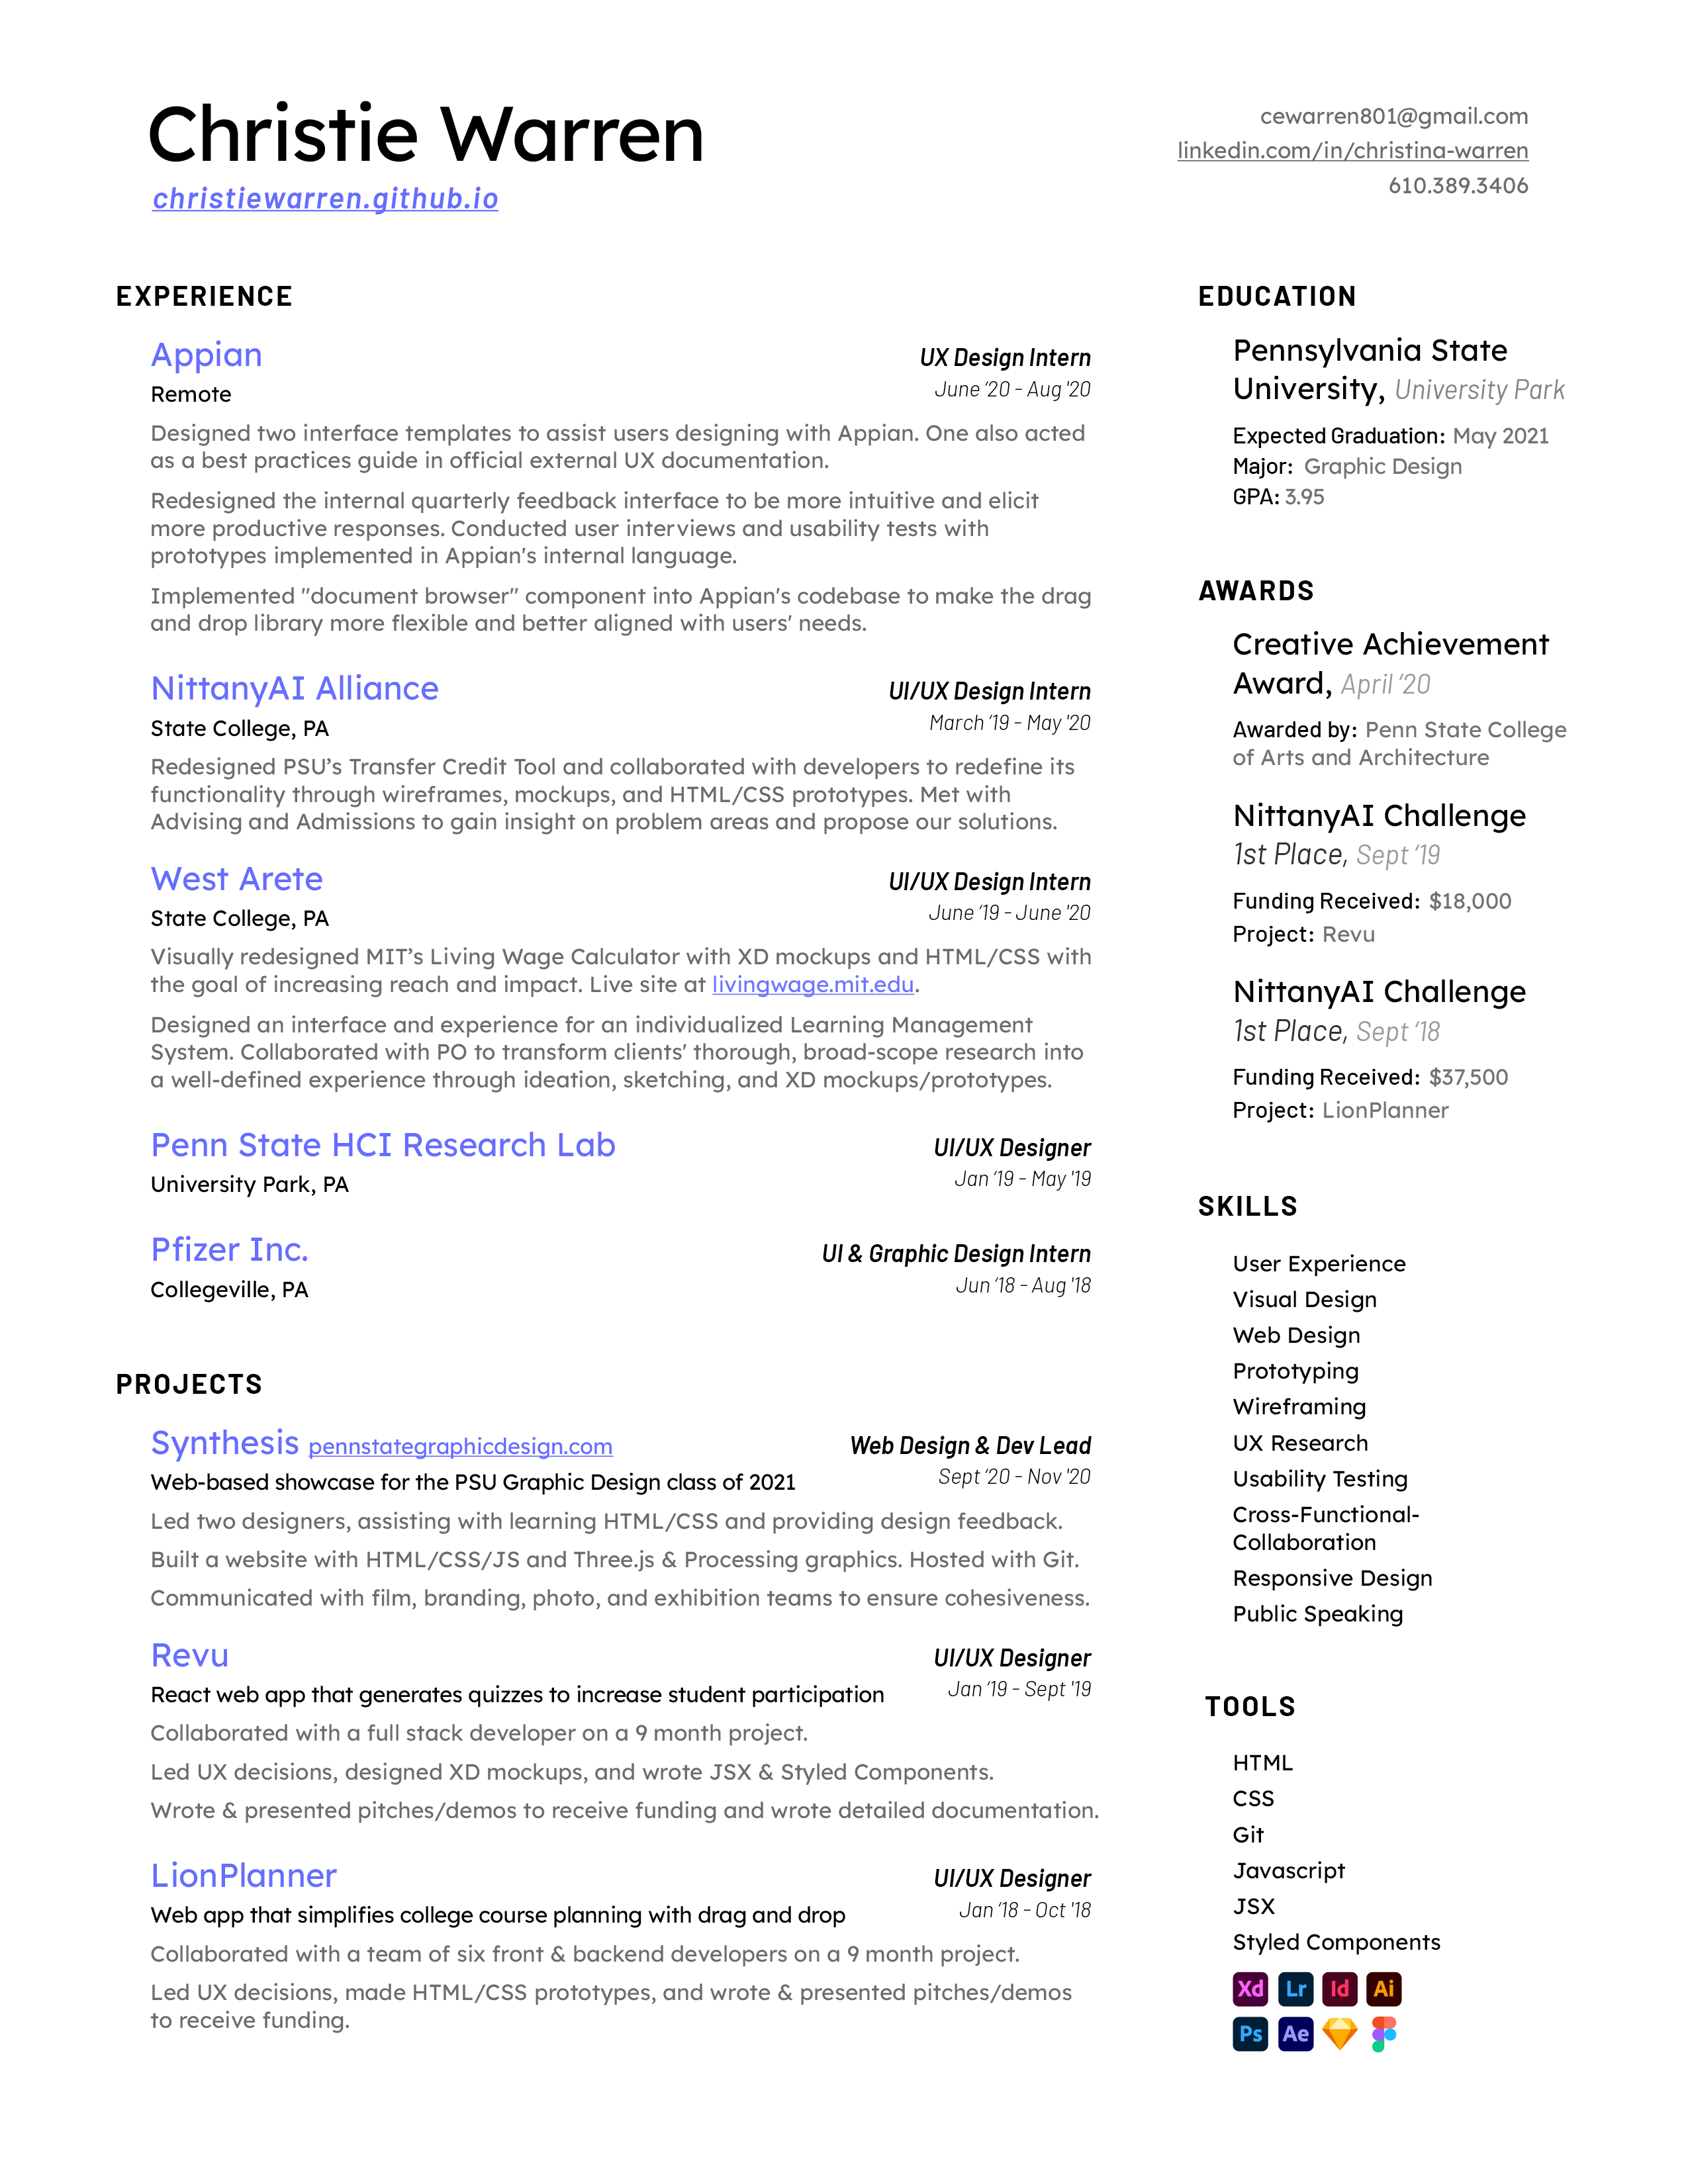 Christie Warren
christiewarren.github.io
cewarren801@gmail.com
linkedin.com/in/christina-warren
610.389.3406
EXPERIENCE
Appian
UX Design Intern
Remote
June ‘20 - Aug '20
Designed two interface templates to assist users designing with Appian. One also acted
as a best practices guide in official external UX documentation.
Redesigned the internal quarterly feedback interface to be more intuitive and elicit
more productive responses. Conducted user interviews and usability tests with
prototypes implemented in Appian's internal language.
Implemented "document browser" component into Appian's codebase to make the drag
and drop library more flexible and better aligned with users' needs.
NittanyAI Alliance
UI/UX Design Intern
State College, PA
March ‘19 - May '20
Redesigned PSU’s Transfer Credit Tool and collaborated with developers to redefine its
functionality through wireframes, mockups, and HTML/CSS prototypes. Met with
Advising and Admissions to gain insight on problem areas and propose our solutions.
West Arete
UI/UX Design Intern
State College, PA
June ‘19 - June '20
Visually redesigned MIT’s Living Wage Calculator with XD mockups and HTML/CSS with
the goal of increasing reach and impact. Live site at livingwage.mit.edu.
Designed an interface and experience for an individualized Learning Management
System. Collaborated with PO to transform clients' thorough, broad-scope research into
a well-defined experience through ideation, sketching, and XD mockups/prototypes.
Penn State HCI Research Lab
UI/UX Designer
University Park, PA
Jan ‘19 - May '19
Pfizer Inc.
UI & Graphic Design Intern
Collegeville, PA
Jun ‘18 - Aug '18
PROJECTS
Synthesis pennstategraphicdesign.com
Web Design & Dev Lead
Web-based showcase for the PSU Graphic Design class of 2021
Sept ‘20 - Nov '20
Led two designers, assisting with learning HTML/CSS and providing design feedback.
Built a website with HTML/CSS/JS and Three.js & Processing graphics. Hosted with Git.
Communicated with film, branding, photo, and exhibition teams to ensure cohesiveness.
Revu
UI/UX Designer
React web app that generates quizzes to increase student participation
Jan ‘19 - Sept '19
Collaborated with a full stack developer on a 9 month project.
Led UX decisions, designed XD mockups, and wrote JSX & Styled Components.
Wrote & presented pitches/demos to receive funding and wrote detailed documentation.
LionPlanner
UI/UX Designer
Web app that simplifies college course planning with drag and drop
Jan ‘18 - Oct '18
Collaborated with a team of six front & backend developers on a 9 month project.
Led UX decisions, made HTML/CSS prototypes, and wrote & presented pitches/demos
to receive funding.
EDUCATION
Pennsylvania State
University, University Park
Expected Graduation: May 2021
Major: Graphic Design
GPA: 3.95
AWARDS
Creative Achievement
Award, April ‘20
Awarded by: Penn State College
of Arts and Architecture
NittanyAI Challenge
1st Place, Sept ‘19
Funding Received: $18,000
Project: Revu
NittanyAI Challenge
1st Place, Sept ‘18
Funding Received: $37,500
Project: LionPlanner
SKILLS
User Experience
Visual Design
Web Design
Prototyping
Wireframing
UX Research
Usability Testing
Cross-Functional-
Collaboration
Responsive Design
Public Speaking
TOOLS
HTML
CSS
Git
Javascript
JSX
Styled Components
Xd Lr Id Ai
Ps Ae